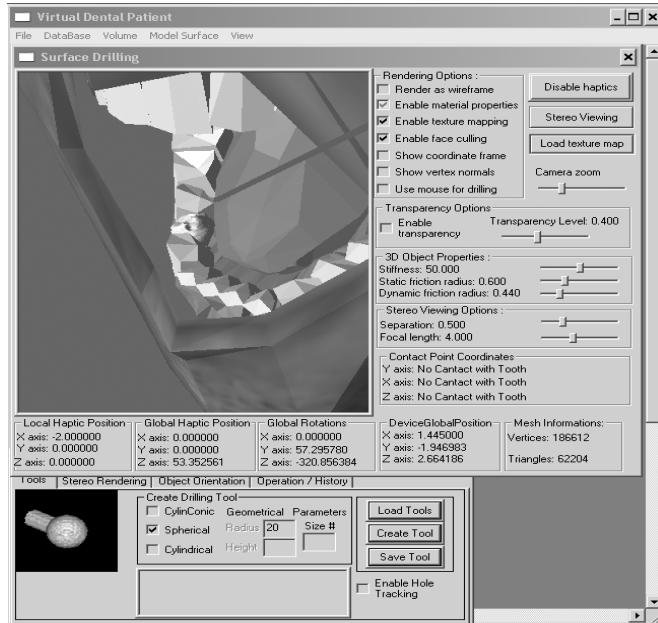 Virtual Dental Patient
File DataBase Volume Model Surface View
Surface Drilling
Rendering Options :
Render as wireframe
Enable material properties
Enable texture mapping
Enable face culling
Show coordinate frame
Show vertex normals
Use mouse for drilling
Disable haptics
Stereo Viewing
Load texture map
Camera zoom
Transparency Options
Enable transparency
Transparency Level: 0.400
3D Object Properties :
Stiffness: 50.000
Static friction radius: 0.600
Dynamic friction radius: 0.440
Stereo Viewing Options :
Separation: 0.500
Focal length: 4.000
Contact Point Coordinates
Y axis: No Cantact with Tooth
X axis: No Cantact with Tooth
Z axis: No Cantact with Tooth
Local Haptic Position
X axis: -2.000000
Y axis: 0.000000
Z axis: 0.000000
Global Haptic Position
X axis: 0.000000
Y axis: 0.000000
Z axis: 53.352561
Global Rotations
X axis: 0.000000
Y axis: 57.295780
Z axis: -320.856384
DeviceGlobalPosition
X axis: 1.445000
Y axis: -1.946983
Z axis: 2.664186
Mesh Informations:
Vertices: 186612
Triangles: 62204
Tools Stereo Rendering Object Orientation Operation / History
Create Drilling Tool
CylinConic Geometrical Parameters
Spherical Radius 20 Size #
Cylindrical Height
Load Tools
Create Tool
Save Tool
Enable Hole
Tracking